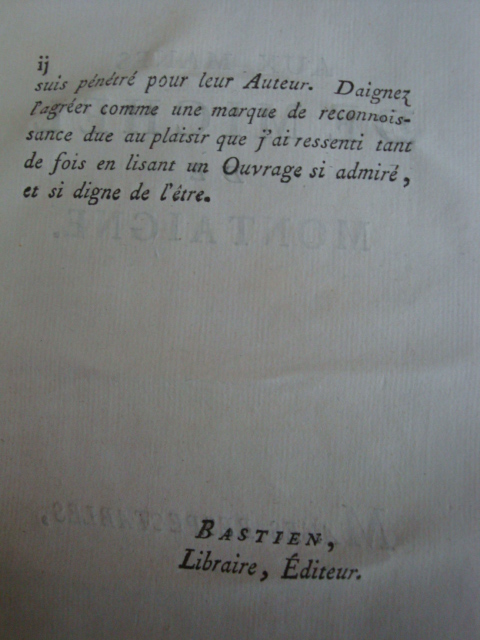 ij
suis pénétré pour leur Auteur. Daignez
l'agréer comme une marque de reconnois-
sance due au plaisir que j'ai ressenti tant
de fois en lisant un Ouvrage si admiré,
et si digne de l'être.
BASTIEN,
Libraire, Éditeur.